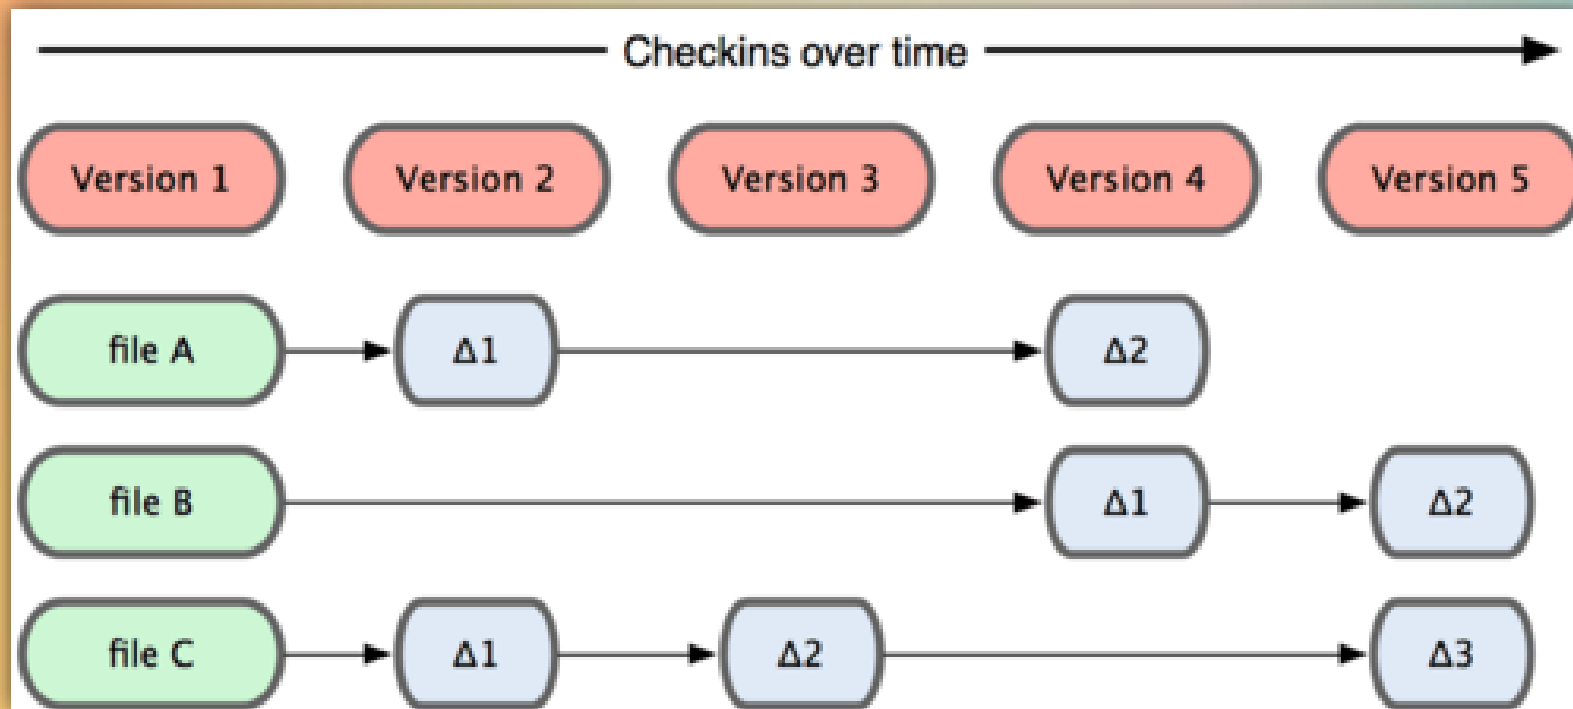 Checkins over time
Version 1 Version 2 Version 3 Version 4 Version 5
file A Δ1 Δ2
file B Δ1 Δ2
file C Δ1 Δ2 Δ3